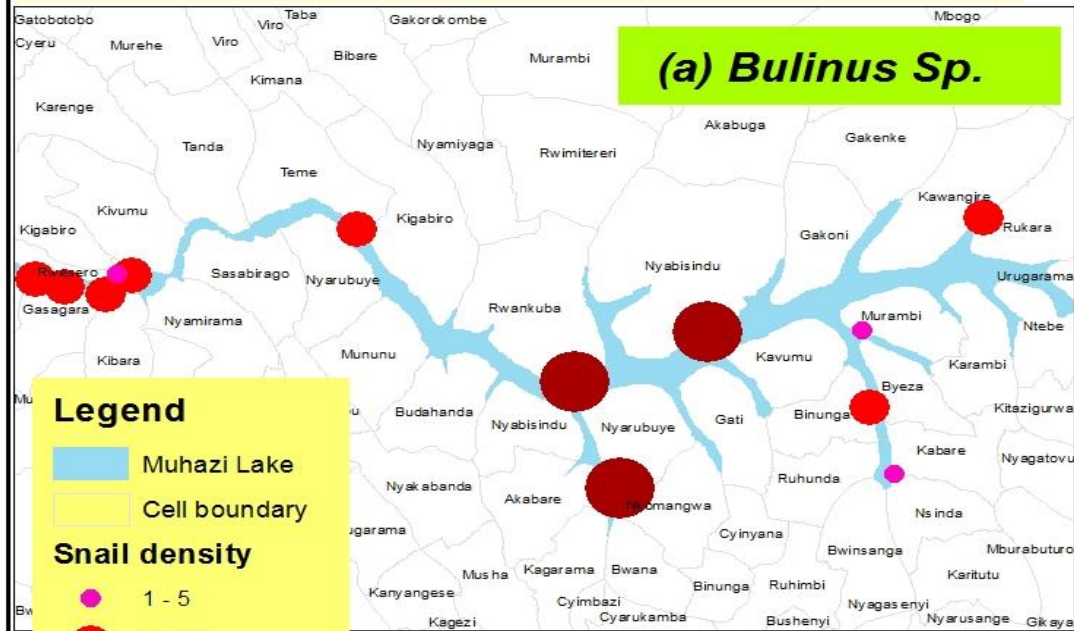 Gatobotobo
Taba
Viro
Gakorokombe
Mbogo
Cyeru
Murehe
Viro
Bibare
Murambi
(a) Bulinus Sp.
Kimana
Karenge
Akabuga
Gakenke
Tanda
Nyamiyaga
Rwimitereri
Teme
Kawangire
Kivumu
Kigabiro
Kigabiro
Rukara
Gakoni
Rwesero
Sasabirago
Nyarubuye
Nyabisindu
Urugarama
Gasagara
Nyamirama
Rwankuba
Murambi
Ntebe
Kibara
Mununu
Kavumu
Karambi
Byeza
Legend
Budahanda
Nyabisindu
Nyarubuye
Gati
Binunga
Kitazigurwa
Muhazi Lake
Kabare
Nyagatovu
Nyakabanda
Akabare
Nkomangwa
Ruhunda
Cell boundary
Nsinda
ugarama
Cyinyana
Snail density
Bwinsanga
Mburabuturo
Musha
Kagarama
Bwana
Binunga
Ruhimbi
Karitutu
1 - 5
Kanyangese
Cyimbazi
Nyagasenyi
Kagezi
Cyarukamba
Bushenyi
Nyarusange
Gikaya